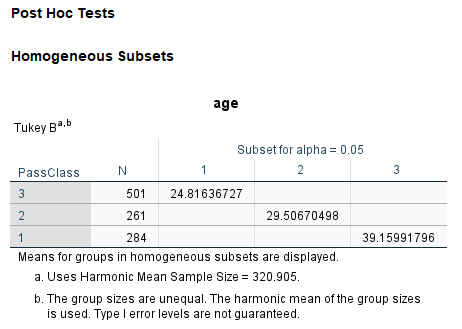 Post Hoc Tests
Homogeneous Subsets
age
Tukey Ba,b
Subset for alpha = 0.05
PassClass N 1 2 3
3 501 24.81636727
2 261 29.50670498
1 284 39.15991796
Means for groups in homogeneous subsets are displayed.
a. Uses Harmonic Mean Sample Size = 320.905.
b. The group sizes are unequal. The harmonic mean of the group sizes
is used. Type I error levels are not guaranteed.